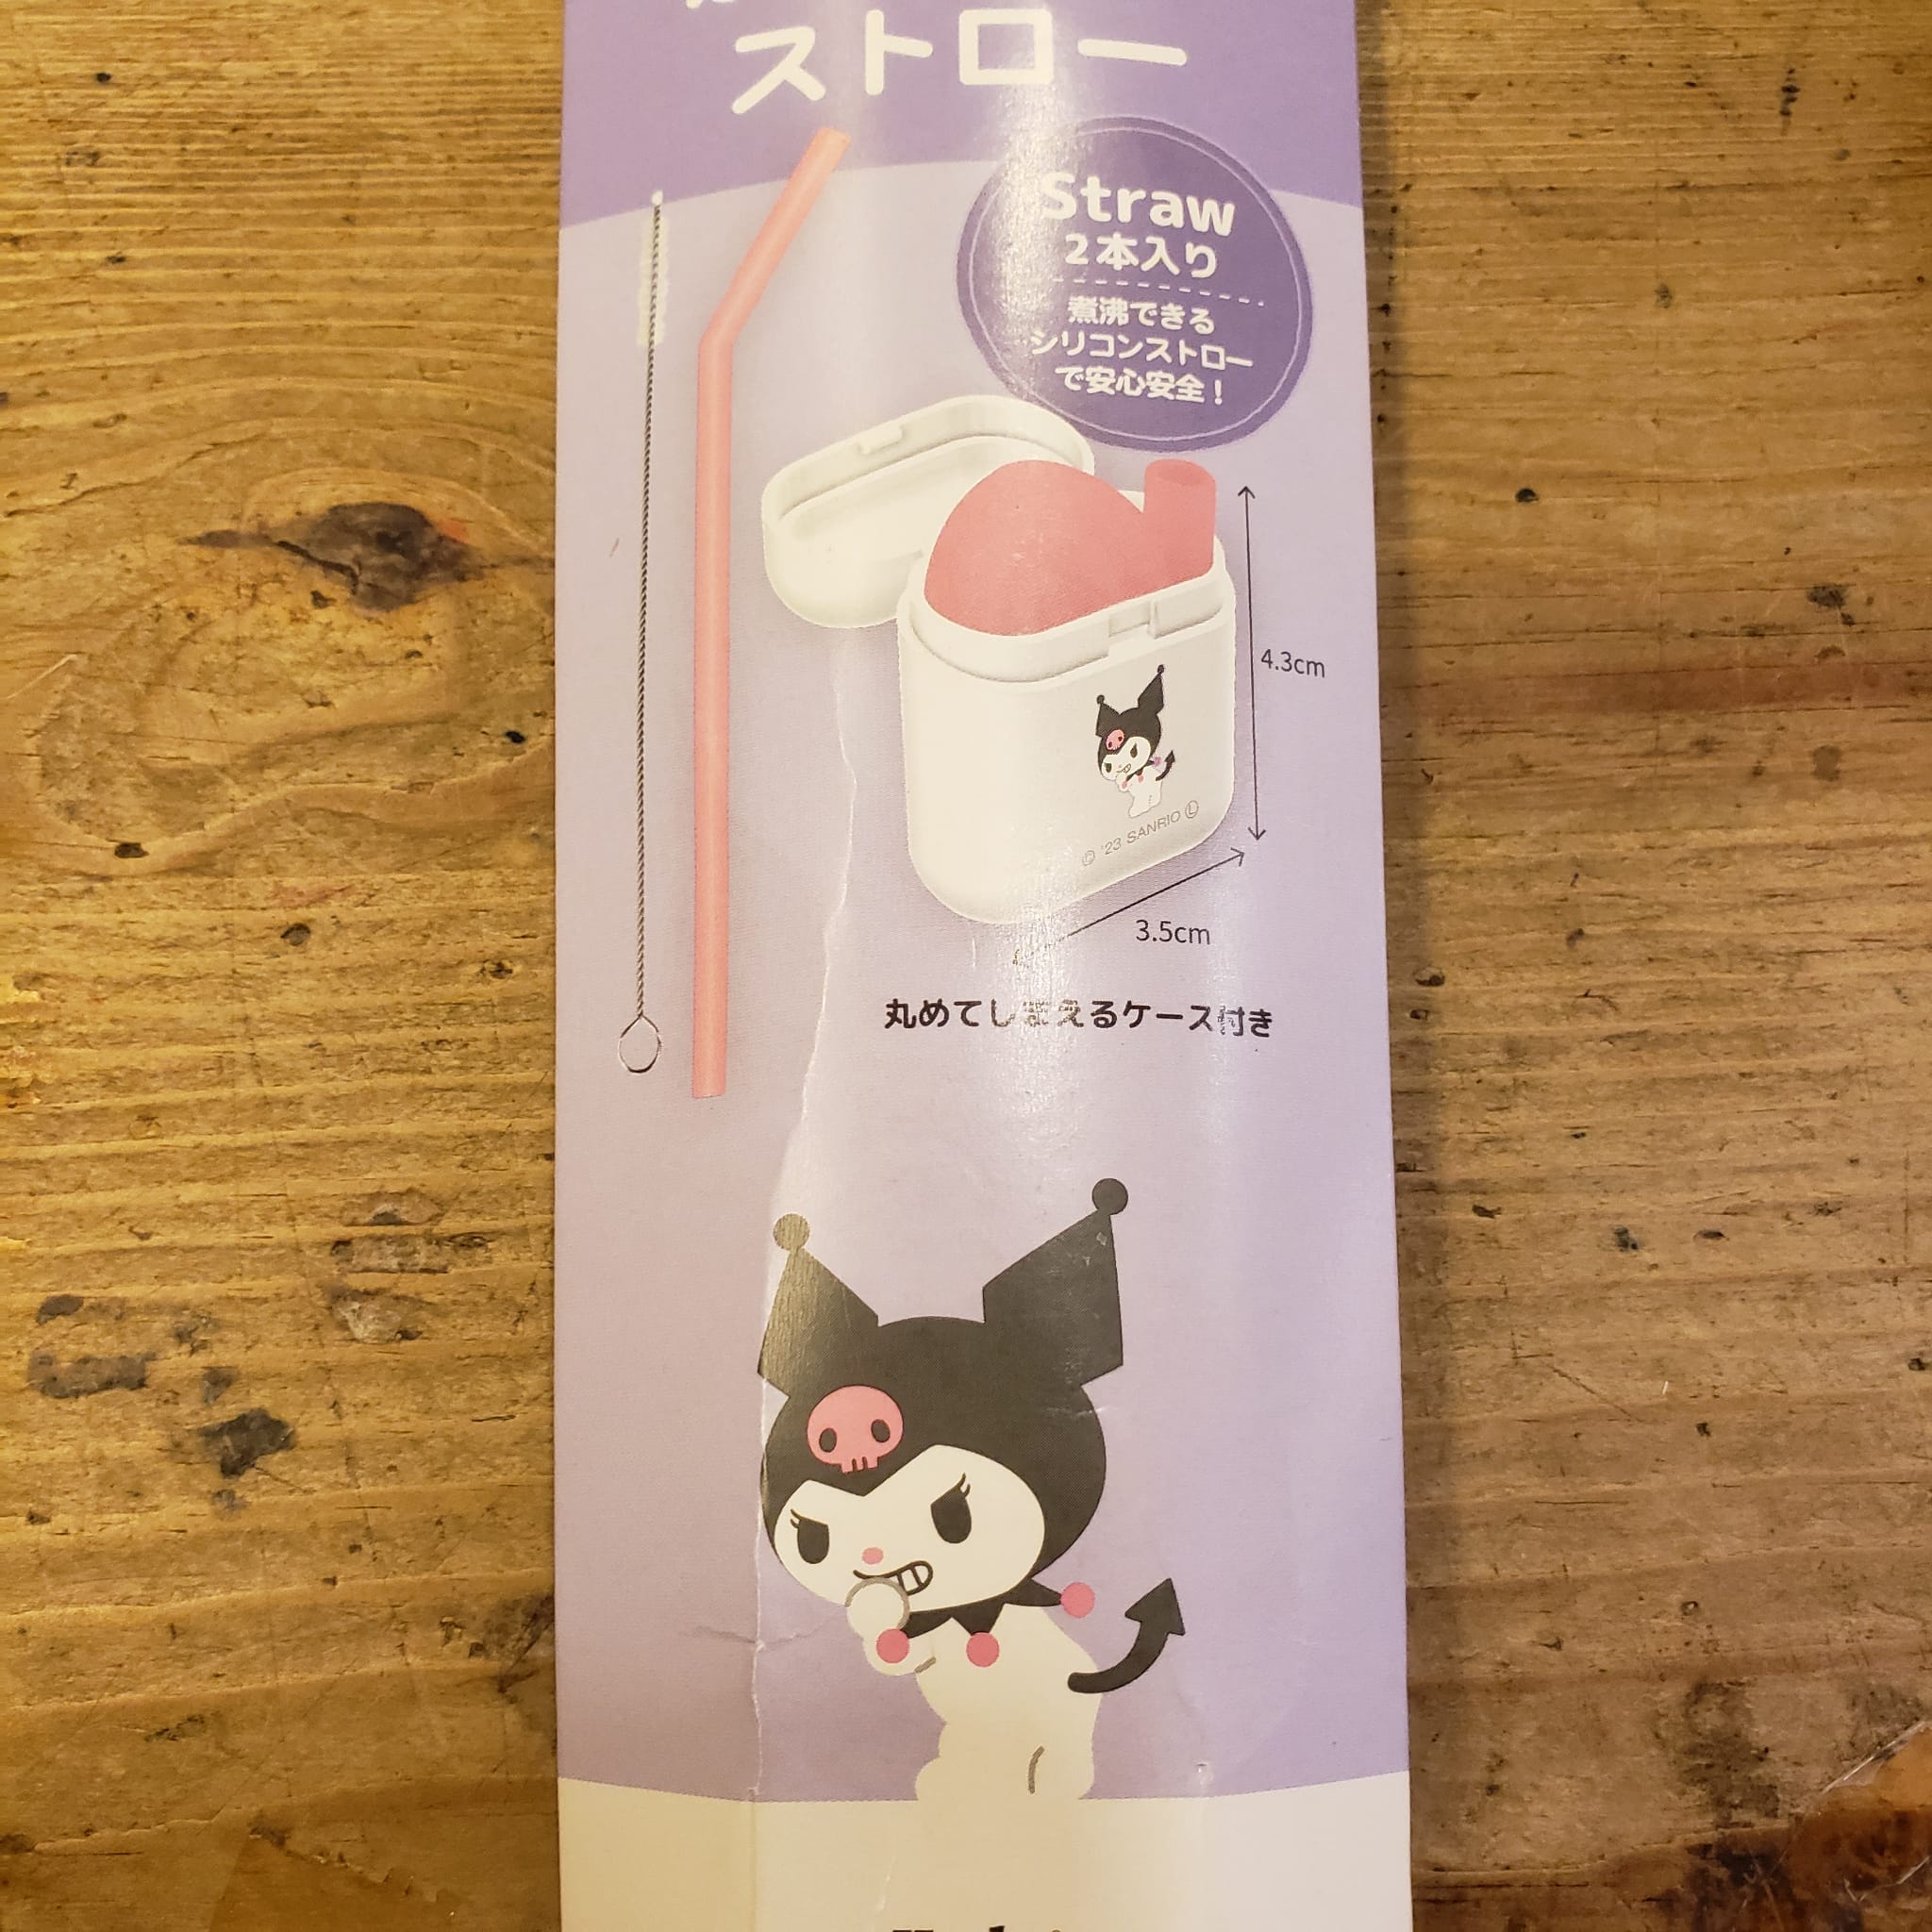 ストロー
Straw
2本入り
煮沸できる
シリコンストロー
で安心安全！
4.3cm
© '23 SANRIO Ⓛ
3.5cm
丸めてしまえるケース付き